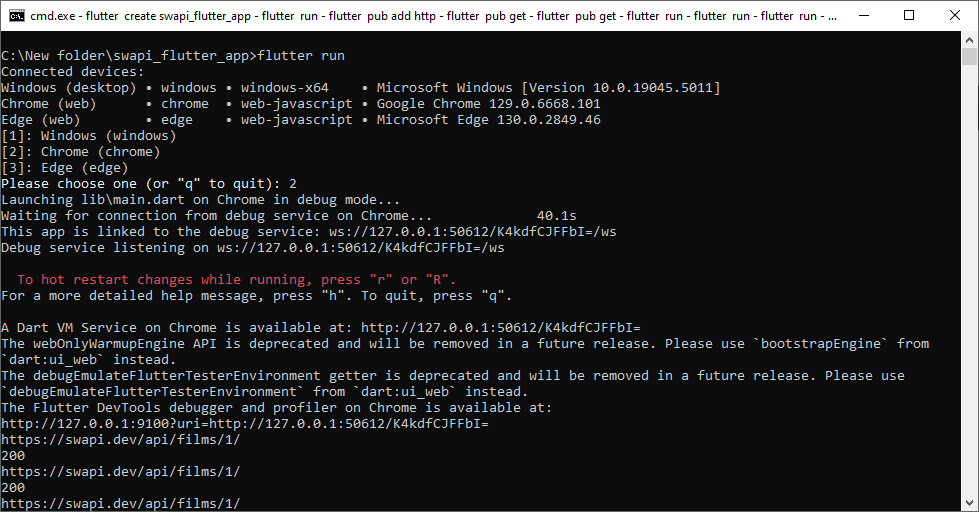 cmd.exe - flutter  create swapi_flutter_app - flutter  run - flutter  pub add http - flutter  pub get - flutter  pub get - flutter  run - flutter  run - flutter  run - ...
C:\New folder\swapi_flutter_app>flutter run
Connected devices:
Windows (desktop) • windows • windows-x64    • Microsoft Windows [Version 10.0.19045.5011]
Chrome (web)      • chrome  • web-javascript • Google Chrome 129.0.6668.101
Edge (web)        • edge    • web-javascript • Microsoft Edge 130.0.2849.46
[1]: Windows (windows)
[2]: Chrome (chrome)
[3]: Edge (edge)
Please choose one (or "q" to quit): 2
Launching lib\main.dart on Chrome in debug mode...
Waiting for connection from debug service on Chrome...             40.1s
This app is linked to the debug service: ws://127.0.0.1:50612/K4kdfCJFFbI=/ws
Debug service listening on ws://127.0.0.1:50612/K4kdfCJFFbI=/ws
To hot restart changes while running, press "r" or "R".
For a more detailed help message, press "h". To quit, press "q".
A Dart VM Service on Chrome is available at: http://127.0.0.1:50612/K4kdfCJFFbI=
The webOnlyWarmupEngine API is deprecated and will be removed in a future release. Please use `bootstrapEngine` from
`dart:ui_web` instead.
The debugEmulateFlutterTesterEnvironment getter is deprecated and will be removed in a future release. Please use
`debugEmulateFlutterTesterEnvironment` from `dart:ui_web` instead.
The Flutter DevTools debugger and profiler on Chrome is available at:
http://127.0.0.1:9100?uri=http://127.0.0.1:50612/K4kdfCJFFbI=
https://swapi.dev/api/films/1/
200
https://swapi.dev/api/films/1/
200
https://swapi.dev/api/films/1/